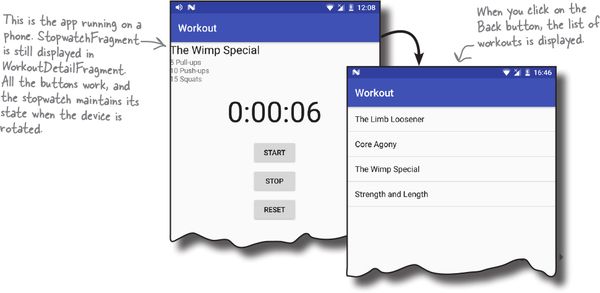 This is the app running on a
phone. StopwatchFragment
is still displayed in
WorkoutDetailFragment.
All the buttons work, and
the stopwatch maintains its
state when the device is
rotated.
12:08
Workout
The Wimp Special
5 Pull-ups
10 Push-ups
15 Squats
0:00:06
START
STOP
RESET
When you click on the
Back button, the list of
workouts is displayed.
16:46
Workout
The Limb Loosener
Core Agony
The Wimp Special
Strength and Length